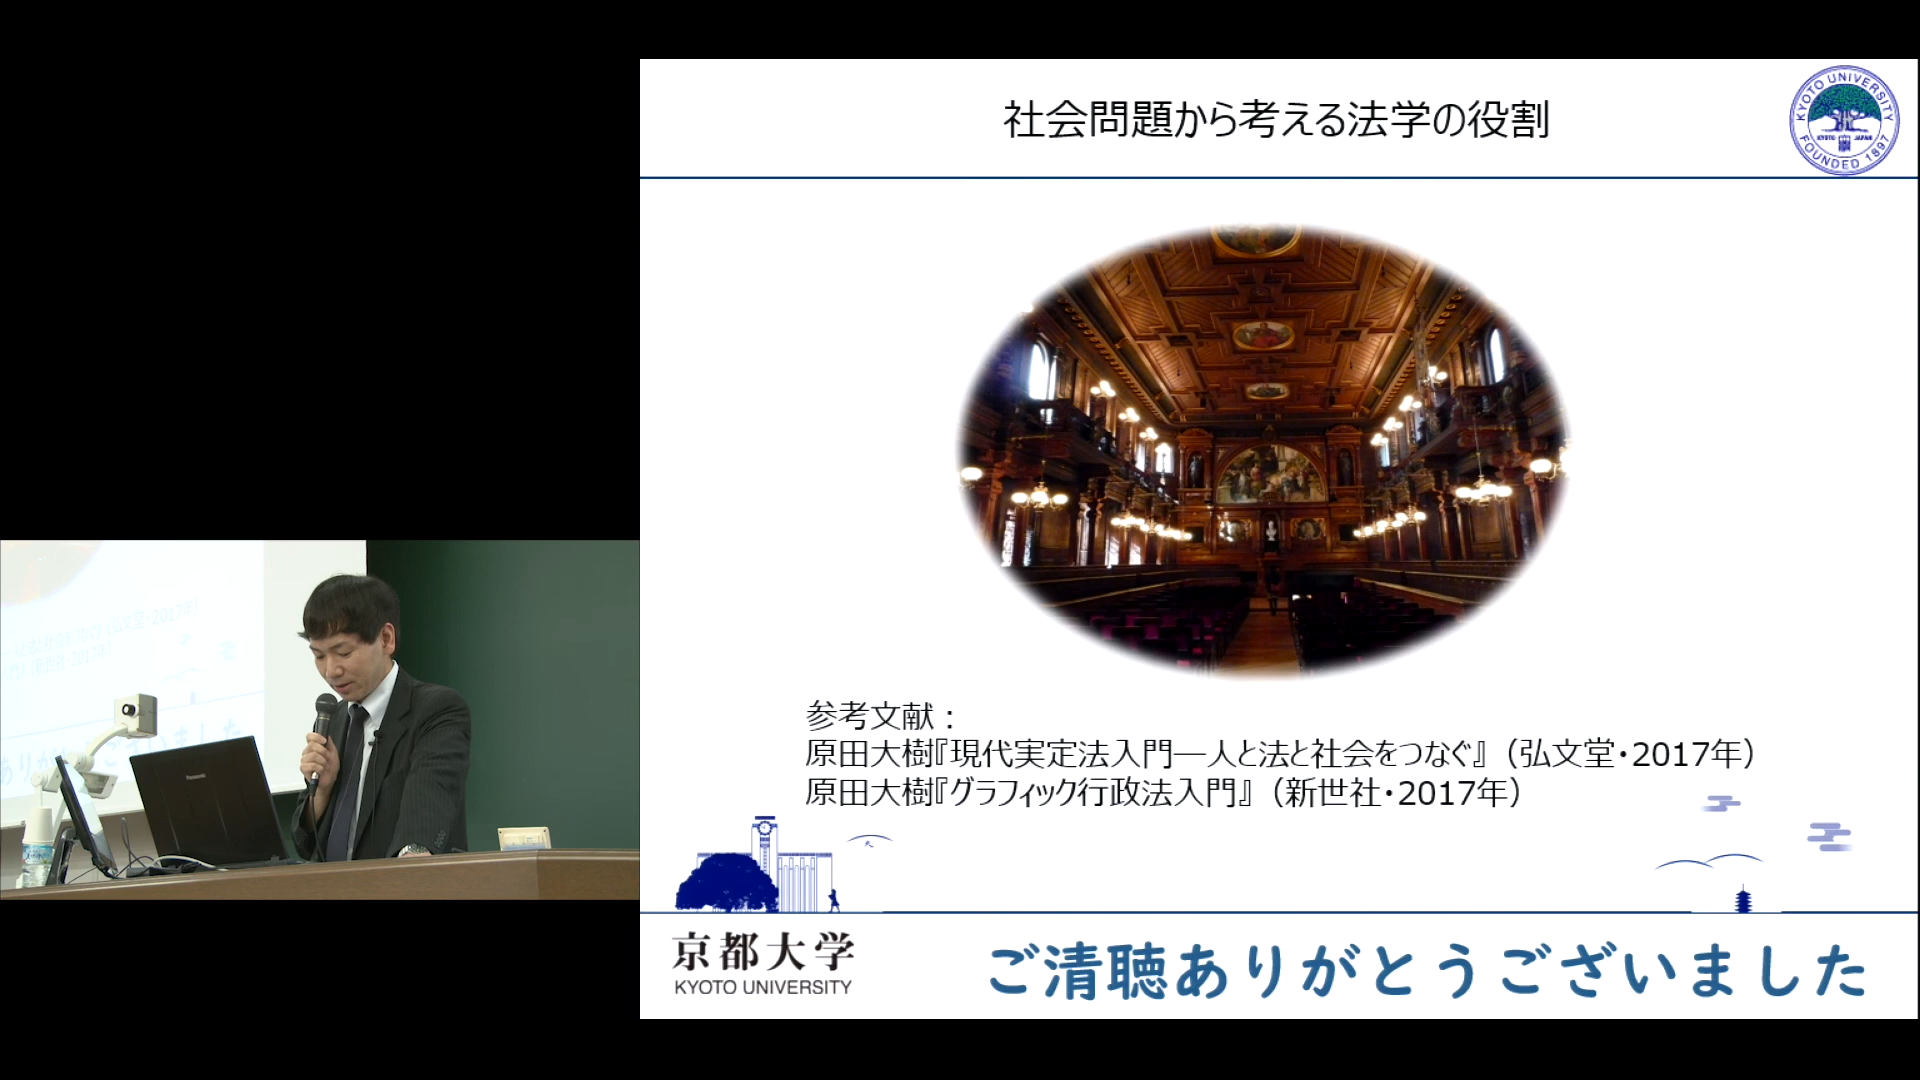 社会問題から考える法学の役割
KYOTO UNIVERSITY
KYOTO JAPAN
FOUNDED 1897
参考文献：
原田大樹『現代実定法入門―人と法と社会をつなぐ』（弘文堂・2017年）
原田大樹『グラフィック行政法入門』（新世社・2017年）
京都大学
KYOTO UNIVERSITY
ご清聴ありがとうございました
Panasonic